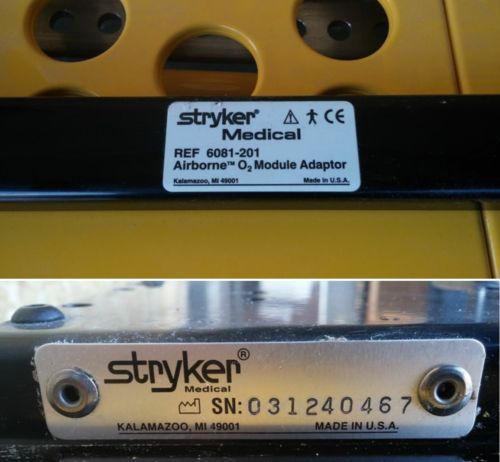 stryker®
Medical
CE
REF 6081-201
Airborne™ O₂ Module Adaptor
Kalamazoo, MI 49001 Made in U.S.A.
stryker®
Medical
SN: 031240467
KALAMAZOO, MI 49001 MADE IN U.S.A.